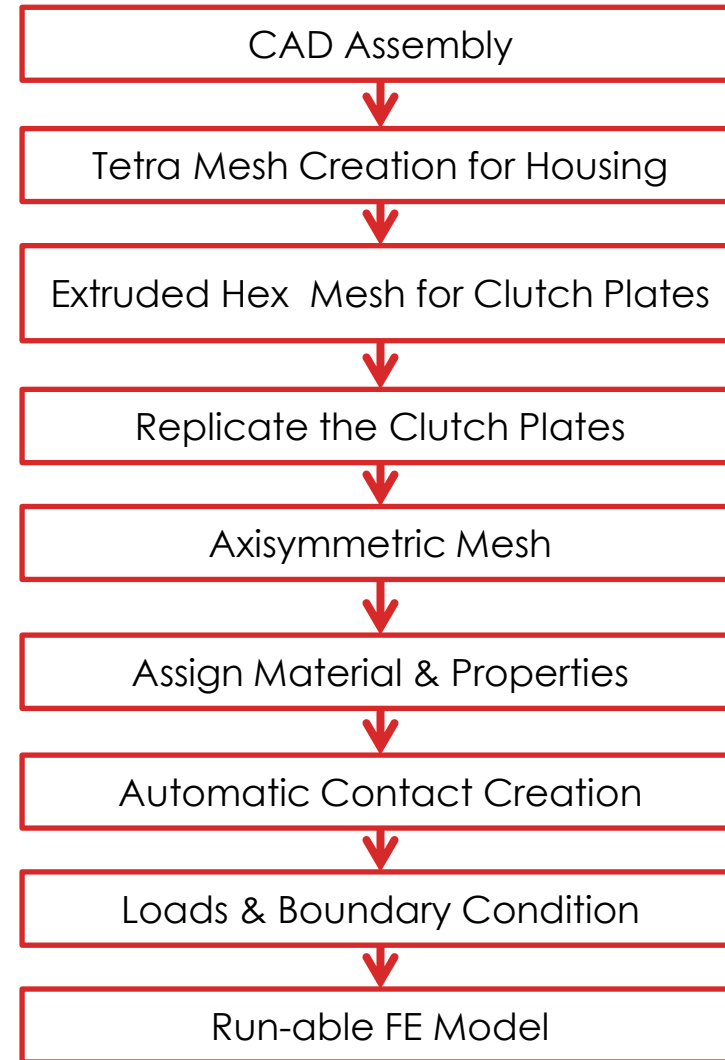 CAD Assembly
Tetra Mesh Creation for Housing
Extruded Hex  Mesh for Clutch Plates
Replicate the Clutch Plates
Axisymmetric Mesh
Assign Material & Properties
Automatic Contact Creation
Loads & Boundary Condition
Run-able FE Model